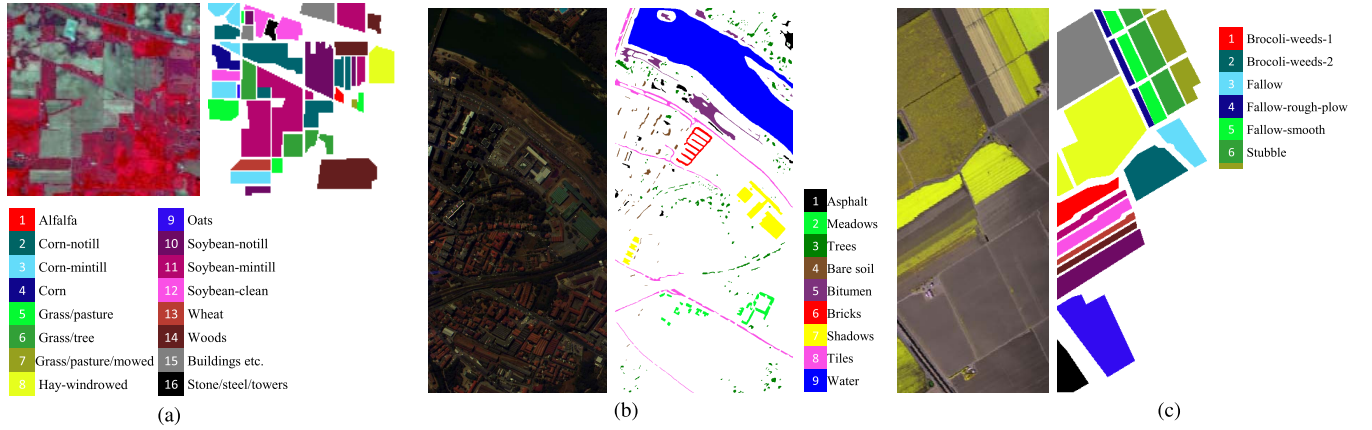 1 Alfalfa
2 Corn-notill
3 Corn-mintill
4 Corn
5 Grass/pasture
6 Grass/tree
7 Grass/pasture/mowed
8 Hay-windrowed
9 Oats
10 Soybean-notill
11 Soybean-mintill
12 Soybean-clean
13 Wheat
14 Woods
15 Buildings etc.
16 Stone/steel/towers
(a)
1 Asphalt
2 Meadows
3 Trees
4 Bare soil
5 Bitumen
6 Bricks
7 Shadows
8 Tiles
9 Water
(b)
1 Brocoli-weeds-1
2 Brocoli-weeds-2
3 Fallow
4 Fallow-rough-plow
5 Fallow-smooth
6 Stubble
(c)